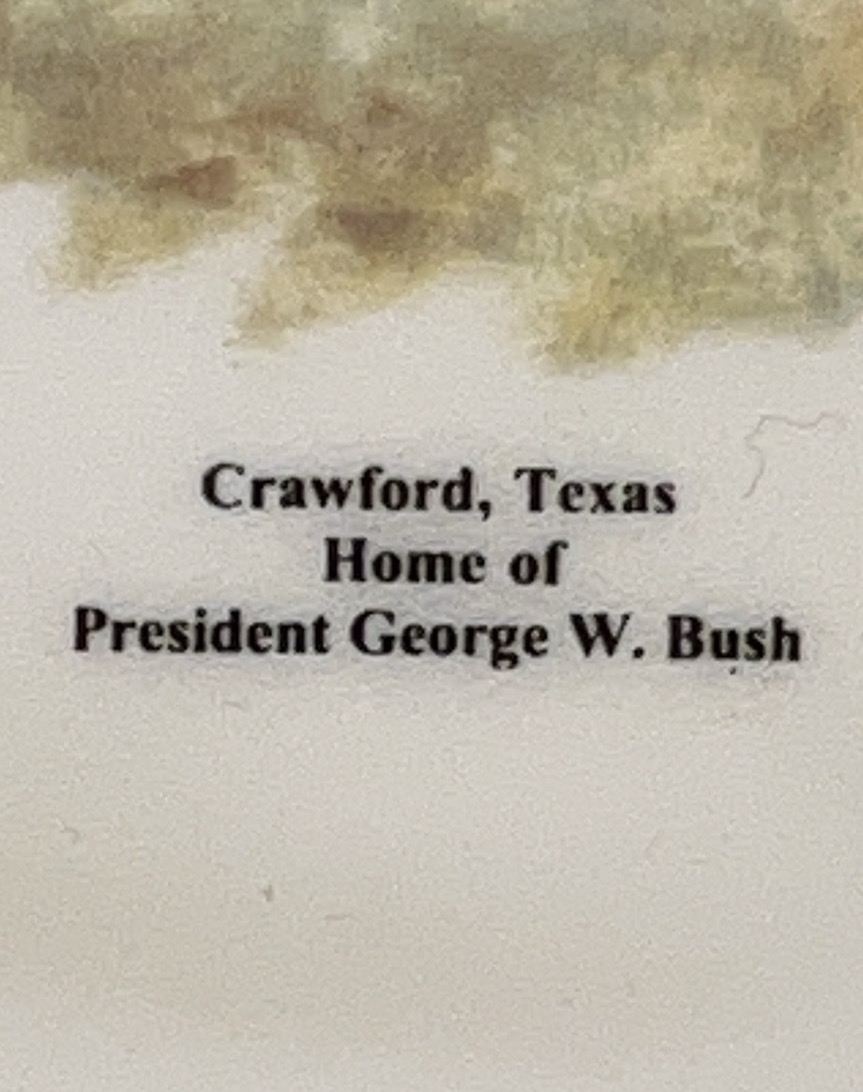 Crawford, Texas
Home of
President George W. Bush